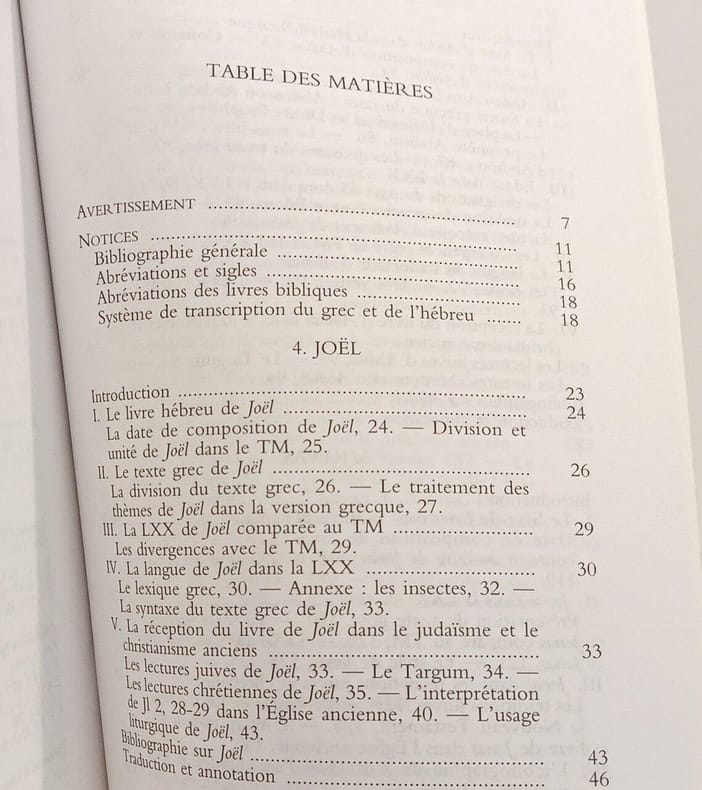 TABLE DES MATIÈRES
AVERTISSEMENT ........ 7
NOTICES ........ 11
Bibliographie générale ........ 11
Abréviations et sigles ........ 16
Abréviations des livres bibliques ........ 18
Système de transcription du grec et de l'hébreu ........ 18
4. JOËL
Introduction ........ 23
I. Le livre hébreu de Joël ........ 24
La date de composition de Joël, 24. — Division et
unité de Joël dans le TM, 25.
II. Le texte grec de Joël ........ 26
La division du texte grec, 26. — Le traitement des
thèmes de Joël dans la version grecque, 27.
III. La LXX de Joël comparée au TM ........ 29
Les divergences avec le TM, 29.
IV. La langue de Joël dans la LXX ........ 30
Le lexique grec, 30. — Annexe : les insectes, 32. —
La syntaxe du texte grec de Joël, 33.
V. La réception du livre de Joël dans le judaïsme et le
christianisme anciens ........ 33
Les lectures juives de Joël, 33. — Le Targum, 34. —
Les lectures chrétiennes de Joël, 35. — L'interprétation
de Jl 2, 28-29 dans l'Église ancienne, 40. — L'usage
liturgique de Joël, 43.
Bibliographie sur Joël ........ 43
Traduction et annotation ........ 46